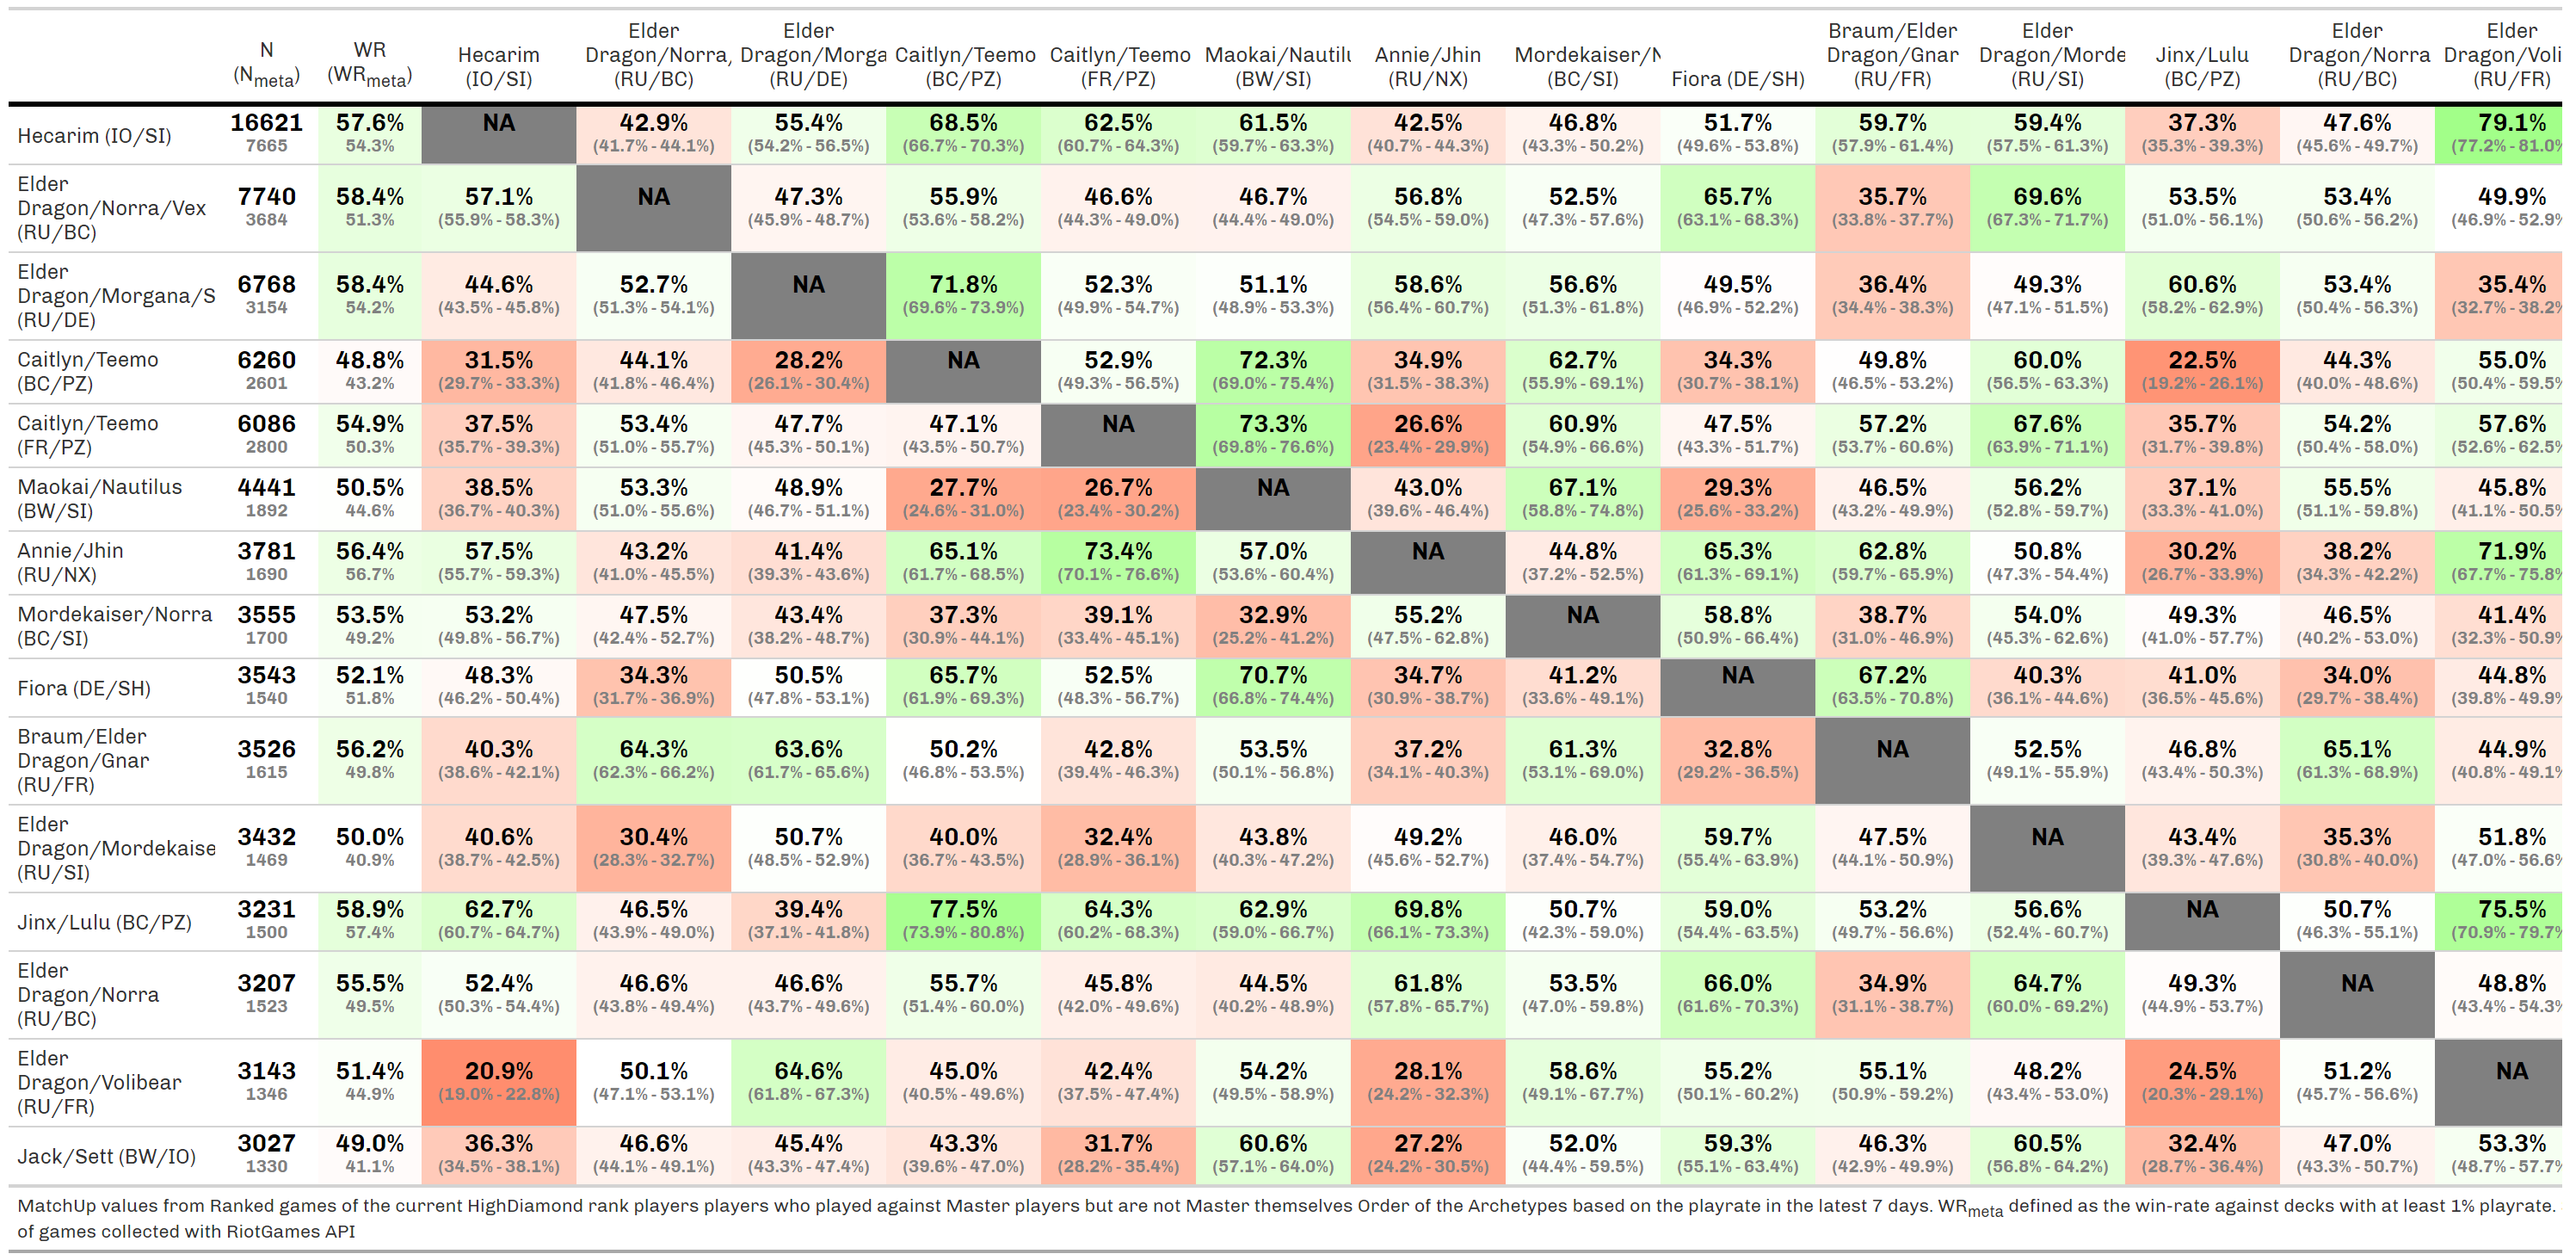 N (Nmeta) WR (WRmeta) Hecarim (IO/SI) Elder Dragon/Norra, (RU/BC) Elder Dragon/Morga (RU/DE) Caitlyn/Teemo (BC/PZ) Caitlyn/Teemo (FR/PZ) Maokai/Nautilu (BW/SI) Annie/Jhin (RU/NX) Mordekaiser/N (BC/SI) Fiora (DE/SH) Braum/Elder Dragon/Gnar (RU/FR) Elder Dragon/Morde (RU/SI) Jinx/Lulu (BC/PZ) Elder Dragon/Norra (RU/BC) Elder Dragon/Voli (RU/FR)
Hecarim (IO/SI) 16621 57.6% NA 42.9% 55.4% 68.5% 62.5% 61.5% 42.5% 46.8% 51.7% 59.7% 59.4% 37.3% 47.6% 79.1%
7665 54.3% (41.7% - 44.1%) (54.2% - 56.5%) (66.7% - 70.3%) (60.7% - 64.3%) (59.7% - 63.3%) (40.7% - 44.3%) (43.3% - 50.2%) (49.6% - 53.8%) (57.9% - 61.4%) (57.5% - 61.3%) (35.3% - 39.3%) (45.6% - 49.7%) (77.2% - 81.0%
Elder Dragon/Norra/Vex (RU/BC) 7740 58.4% 57.1% NA 47.3% 55.9% 46.6% 46.7% 56.8% 52.5% 65.7% 35.7% 69.6% 53.5% 53.4% 49.9%
3684 51.3% (55.9% - 58.3%) (45.9% - 48.7%) (53.6% - 58.2%) (44.3% - 49.0%) (44.4% - 49.0%) (54.5% - 59.0%) (47.3% - 57.6%) (63.1% - 68.3%) (33.8% - 37.7%) (67.3% - 71.7%) (51.0% - 56.1%) (50.6% - 56.2%) (46.9% - 52.9%
Elder Dragon/Morgana/S (RU/DE) 6768 58.4% 44.6% 52.7% NA 71.8% 52.3% 51.1% 58.6% 56.6% 49.5% 36.4% 49.3% 60.6% 53.4% 35.4%
3154 54.2% (43.5% - 45.8%) (51.3% - 54.1%) (69.6% - 73.9%) (49.9% - 54.7%) (48.9% - 53.3%) (56.4% - 60.7%) (51.3% - 61.8%) (46.9% - 52.2%) (34.4% - 38.3%) (47.1% - 51.5%) (58.2% - 62.9%) (50.4% - 56.3%) (32.7% - 38.2%
Caitlyn/Teemo (BC/PZ) 6260 48.8% 31.5% 44.1% 28.2% NA 52.9% 72.3% 34.9% 62.7% 34.3% 49.8% 60.0% 22.5% 44.3% 55.0%
2601 43.2% (29.7% - 33.3%) (41.8% - 46.4%) (26.1% - 30.4%) (49.3% - 56.5%) (69.0% - 75.4%) (31.5% - 38.3%) (55.9% - 69.1%) (30.7% - 38.1%) (46.5% - 53.2%) (56.5% - 63.3%) (19.2% - 26.1%) (40.0% - 48.6%) (50.4% - 59.5%
Caitlyn/Teemo (FR/PZ) 6086 54.9% 37.5% 53.4% 47.7% 47.1% NA 73.3% 26.6% 60.9% 47.5% 57.2% 67.6% 35.7% 54.2% 57.6%
2800 50.3% (35.7% - 39.3%) (51.0% - 55.7%) (45.3% - 50.1%) (43.5% - 50.7%) (69.8% - 76.6%) (23.4% - 29.9%) (54.9% - 66.6%) (43.3% - 51.7%) (53.7% - 60.6%) (63.9% - 71.1%) (31.7% - 39.8%) (50.4% - 58.0%) (52.6% - 62.5%
Maokai/Nautilus (BW/SI) 4441 50.5% 38.5% 53.3% 48.9% 27.7% 26.7% NA 43.0% 67.1% 29.3% 46.5% 56.2% 37.1% 55.5% 45.8%
1892 44.6% (36.7% - 40.3%) (51.0% - 55.6%) (46.7% - 51.1%) (24.6% - 31.0%) (23.4% - 30.2%) (39.6% - 46.4%) (58.8% - 74.8%) (25.6% - 33.2%) (43.2% - 49.9%) (52.8% - 59.7%) (33.3% - 41.0%) (51.1% - 59.8%) (41.1% - 50.5%
Annie/Jhin (RU/NX) 3781 56.4% 57.5% 43.2% 41.4% 65.1% 73.4% 57.0% NA 44.8% 65.3% 62.8% 50.8% 30.2% 38.2% 71.9%
1690 56.7% (55.7% - 59.3%) (41.0% - 45.5%) (39.3% - 43.6%) (61.7% - 68.5%) (70.1% - 76.6%) (53.6% - 60.4%) (37.2% - 52.5%) (61.3% - 69.1%) (59.7% - 65.9%) (47.3% - 54.4%) (26.7% - 33.9%) (34.3% - 42.2%) (67.7% - 75.8%
Mordekaiser/Norra (BC/SI) 3555 53.5% 53.2% 47.5% 43.4% 37.3% 39.1% 32.9% 55.2% NA 58.8% 38.7% 54.0% 49.3% 46.5% 41.4%
1700 49.2% (49.8% - 56.7%) (42.4% - 52.7%) (38.2% - 48.7%) (30.9% - 44.1%) (33.4% - 45.1%) (25.2% - 41.2%) (47.5% - 62.8%) (50.9% - 66.4%) (31.0% - 46.9%) (45.3% - 62.6%) (41.0% - 57.7%) (40.2% - 53.0%) (32.3% - 50.9%
Fiora (DE/SH) 3543 52.1% 48.3% 34.3% 50.5% 65.7% 52.5% 70.7% 34.7% 41.2% NA 67.2% 40.3% 41.0% 34.0% 44.8%
1540 51.8% (46.2% - 50.4%) (31.7% - 36.9%) (47.8% - 53.1%) (61.9% - 69.3%) (48.3% - 56.7%) (66.8% - 74.4%) (30.9% - 38.7%) (33.6% - 49.1%) (63.5% - 70.8%) (36.1% - 44.6%) (36.5% - 45.6%) (29.7% - 38.4%) (39.8% - 49.9%
Braum/Elder Dragon/Gnar (RU/FR) 3526 56.2% 40.3% 64.3% 63.6% 50.2% 42.8% 53.5% 37.2% 61.3% 32.8% NA 52.5% 46.8% 65.1% 44.9%
1615 49.8% (38.6% - 42.1%) (62.3% - 66.2%) (61.7% - 65.6%) (46.8% - 53.5%) (39.4% - 46.3%) (50.1% - 56.8%) (34.1% - 40.3%) (53.1% - 69.0%) (29.2% - 36.5%) (49.1% - 55.9%) (43.4% - 50.3%) (61.3% - 68.9%) (40.8% - 49.1%
Elder Dragon/Mordekaise (RU/SI) 3432 50.0% 40.6% 30.4% 50.7% 40.0% 32.4% 43.8% 49.2% 46.0% 59.7% 47.5% NA 43.4% 35.3% 51.8%
1469 40.9% (38.7% - 42.5%) (28.3% - 32.7%) (48.5% - 52.9%) (36.7% - 43.5%) (28.9% - 36.1%) (40.3% - 47.2%) (45.6% - 52.7%) (37.4% - 54.7%) (55.4% - 63.9%) (44.1% - 50.9%) (39.3% - 47.6%) (30.8% - 40.0%) (47.0% - 56.6%
Jinx/Lulu (BC/PZ) 3231 58.9% 62.7% 46.5% 39.4% 77.5% 64.3% 62.9% 69.8% 50.7% 59.0% 53.2% 56.6% NA 50.7% 75.5%
1500 57.4% (60.7% - 64.7%) (43.9% - 49.0%) (37.1% - 41.8%) (73.9% - 80.8%) (60.2% - 68.3%) (59.0% - 66.7%) (66.1% - 73.3%) (42.3% - 59.0%) (54.4% - 63.5%) (49.7% - 56.6%) (52.4% - 60.7%) (46.3% - 55.1%) (70.9% - 79.7%
Elder Dragon/Norra (RU/BC) 3207 55.5% 52.4% 46.6% 46.6% 55.7% 45.8% 44.5% 61.8% 53.5% 66.0% 34.9% 64.7% 49.3% NA 48.8%
1523 49.5% (50.3% - 54.4%) (43.8% - 49.4%) (43.7% - 49.6%) (51.4% - 60.0%) (42.0% - 49.6%) (40.2% - 48.9%) (57.8% - 65.7%) (47.0% - 59.8%) (61.6% - 70.3%) (31.1% - 38.7%) (60.0% - 69.2%) (44.9% - 53.7%) (43.4% - 54.3%
Elder Dragon/Volibear (RU/FR) 3143 51.4% 20.9% 50.1% 64.6% 45.0% 42.4% 54.2% 28.1% 58.6% 55.2% 55.1% 48.2% 24.5% 51.2% NA
1346 44.9% (19.0% - 22.8%) (47.1% - 53.1%) (61.8% - 67.3%) (40.5% - 49.6%) (37.5% - 47.4%) (49.5% - 58.9%) (24.2% - 32.3%) (49.1% - 67.7%) (50.1% - 60.2%) (50.9% - 59.2%) (43.4% - 53.0%) (20.3% - 29.1%) (45.7% - 56.6%)
Jack/Sett (BW/IO) 3027 49.0% 36.3% 46.6% 45.4% 43.3% 31.7% 60.6% 27.2% 52.0% 59.3% 46.3% 60.5% 32.4% 47.0% 53.3%
1330 41.1% (34.5% - 38.1%) (44.1% - 49.1%) (43.3% - 47.4%) (39.6% - 47.0%) (28.2% - 35.4%) (57.1% - 64.0%) (24.2% - 30.5%) (44.4% - 59.5%) (55.1% - 63.4%) (42.9% - 49.9%) (56.8% - 64.2%) (28.7% - 36.4%) (43.3% - 50.7%) (48.7% - 57.7%
MatchUp values from Ranked games of the current HighDiamond rank players players who played against Master players but are not Master themselves Order of the Archetypes based on the playrate in the latest 7 days. WRmeta defined as the win-rate against decks with at least 1% playrate.
of games collected with RiotGames API